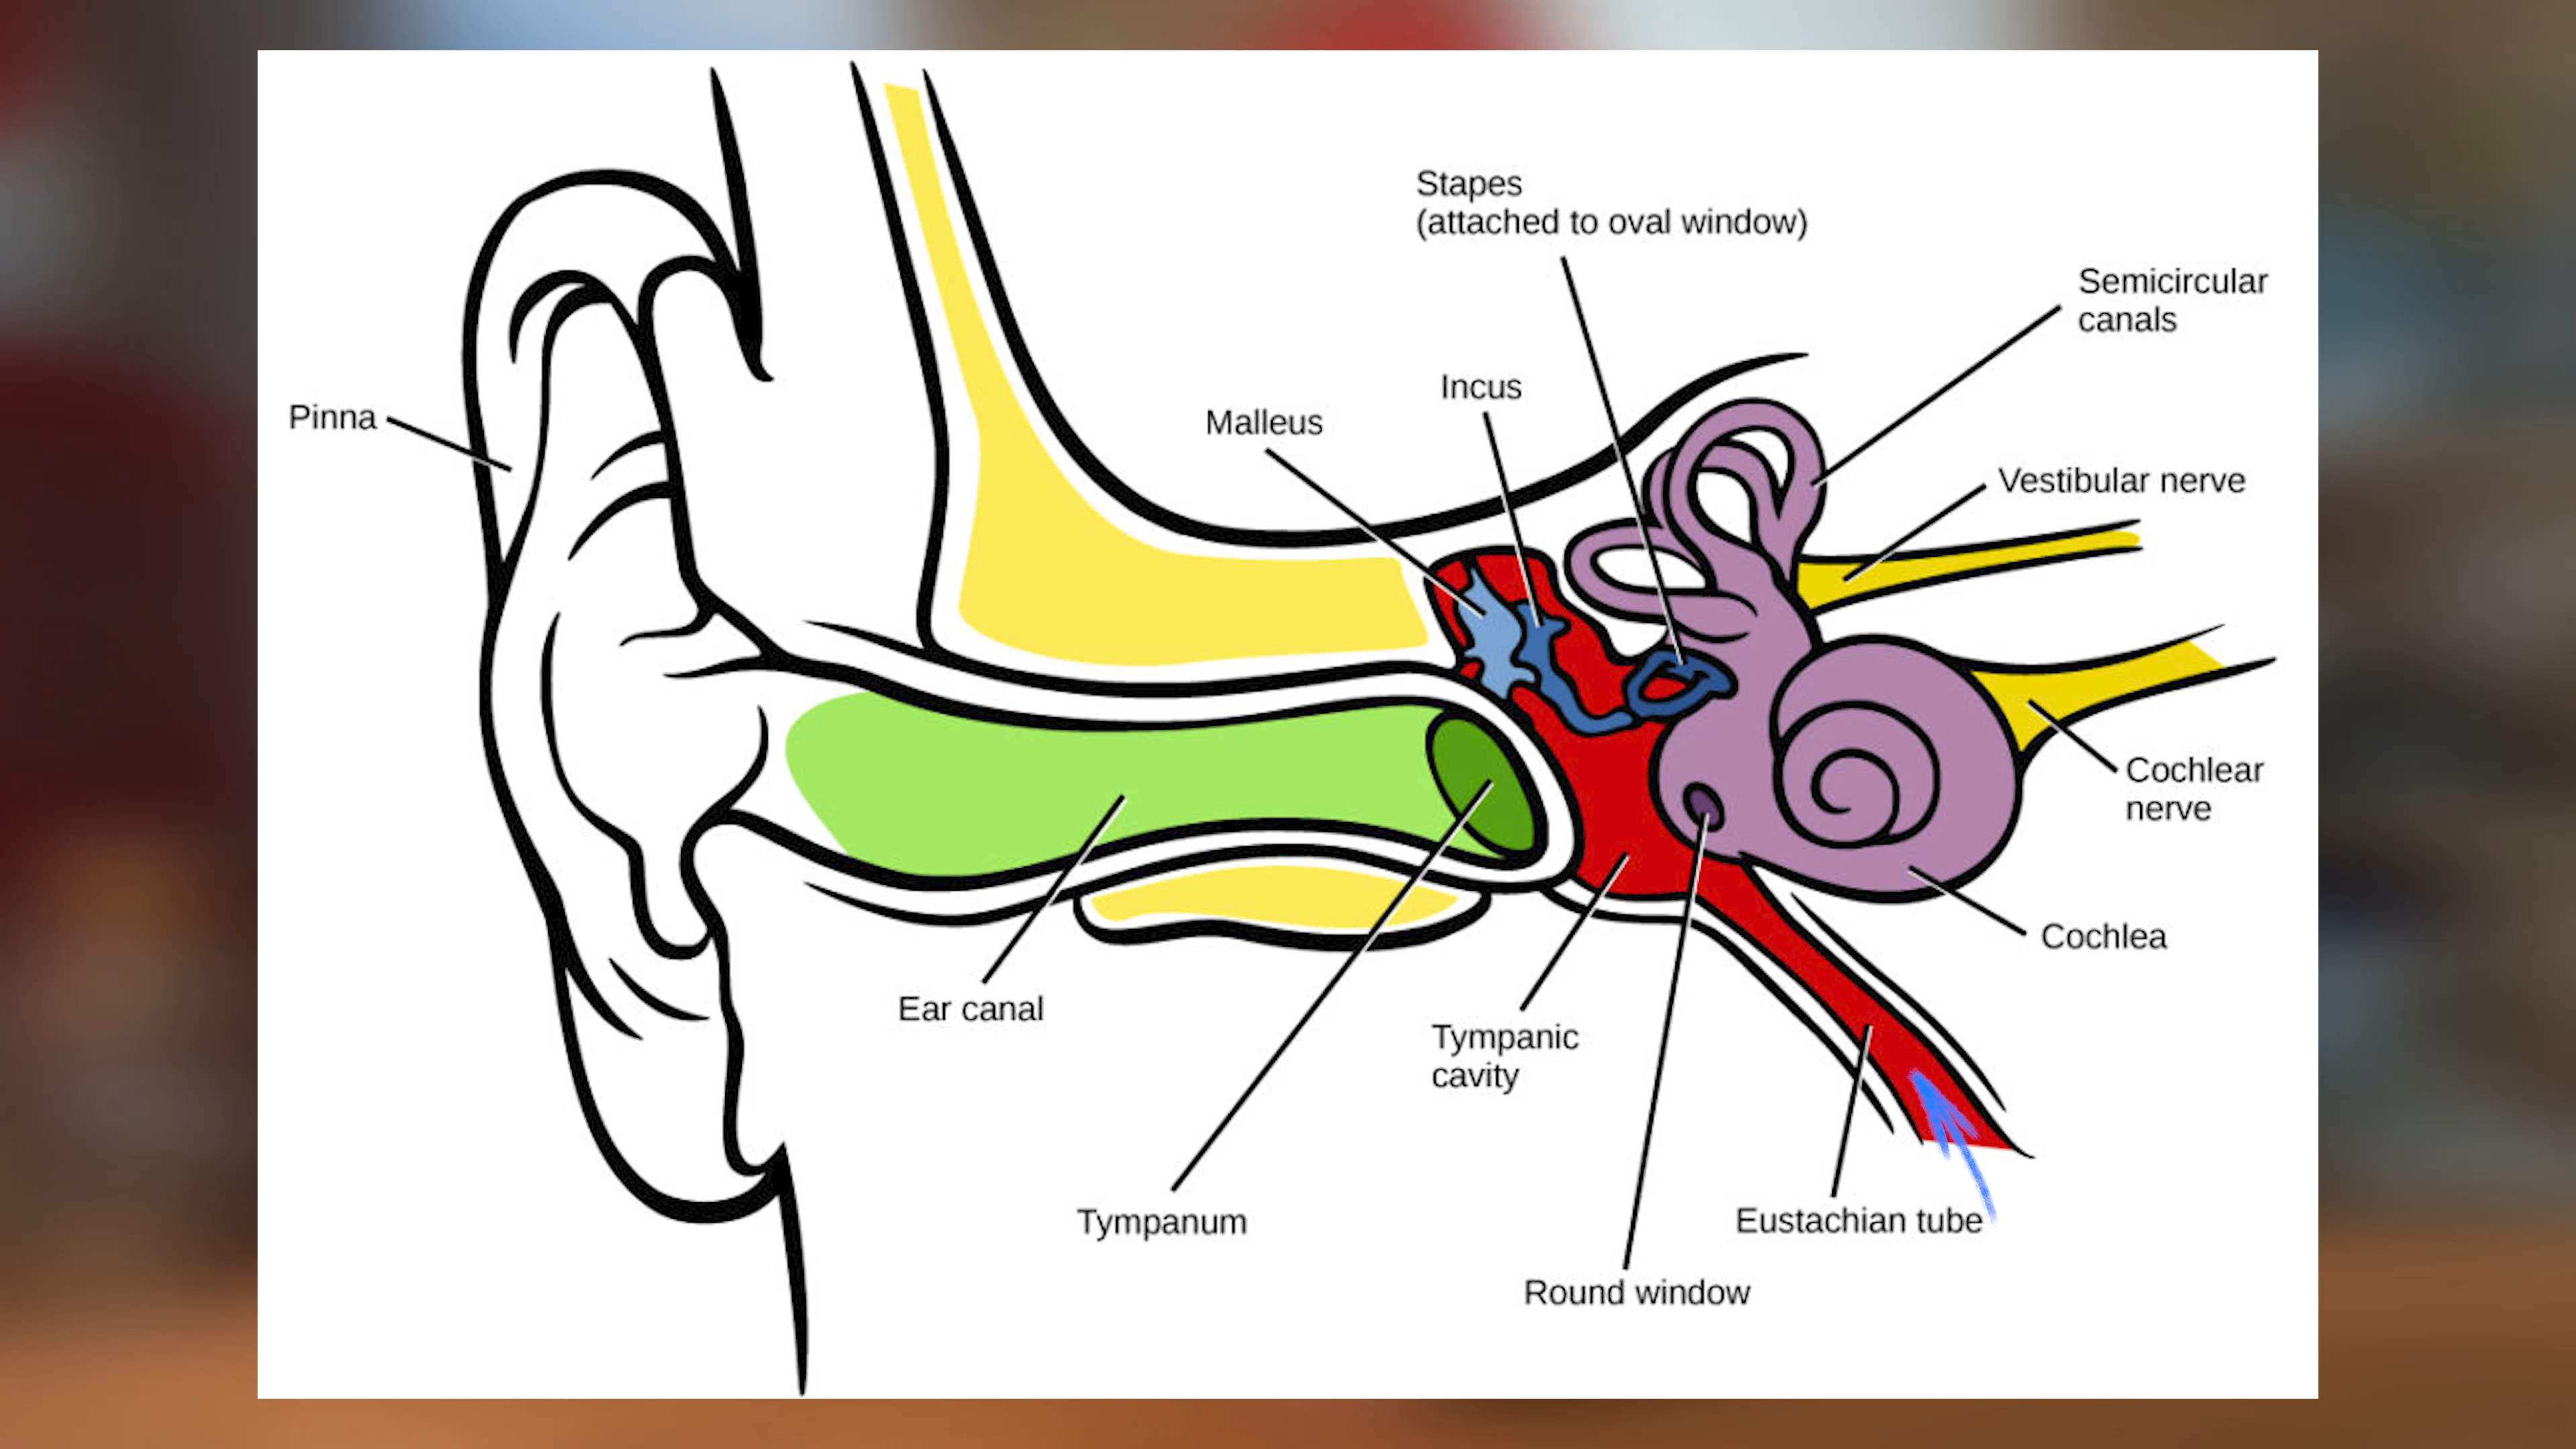 Stapes
(attached to oval window)
Semicircular
canals
Incus
Malleus
Pinna
Vestibular nerve
Cochlear
nerve
Cochlea
Ear canal
Tympanic
cavity
Tympanum
Eustachian tube
Round window